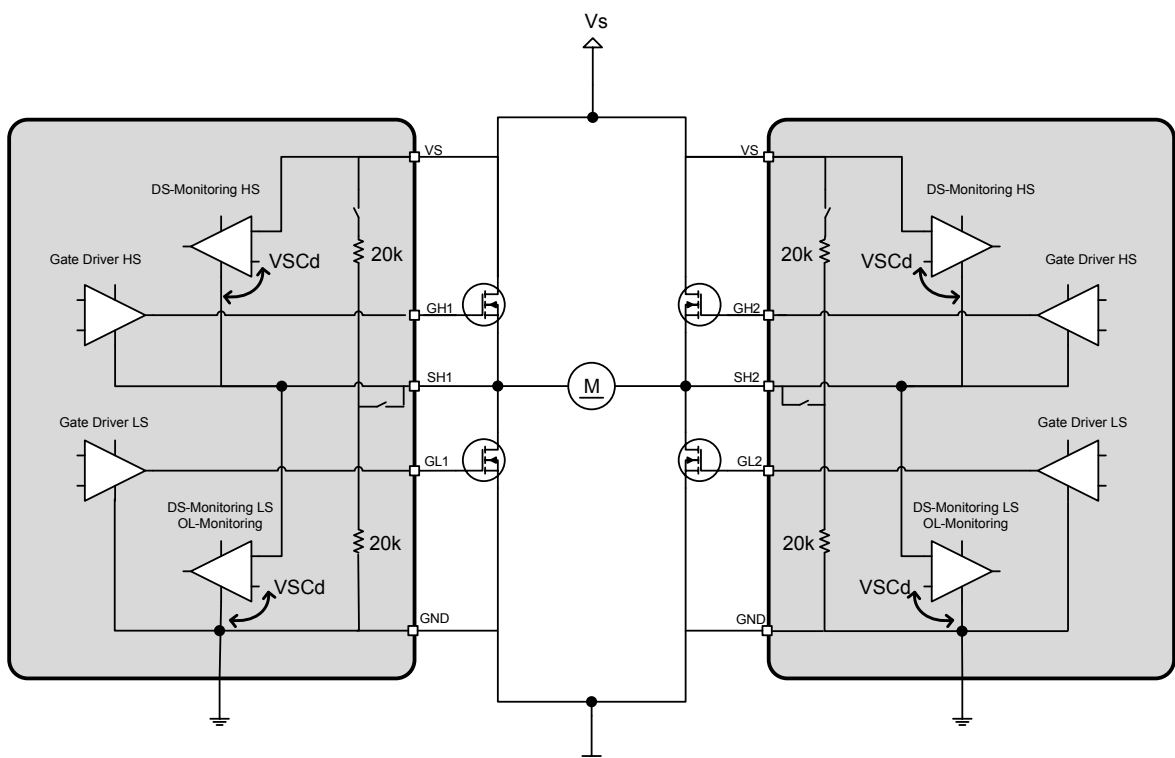 Vs
VS
VS
DS-Monitoring HS
DS-Monitoring HS
20k
20k
VSCd
VSCd
Gate Driver HS
Gate Driver HS
GH1
GH2
SH1
M
SH2
Gate Driver LS
Gate Driver LS
GL1
GL2
DS-Monitoring LS
OL-Monitoring
DS-Monitoring LS
OL-Monitoring
20k
20k
VSCd
VSCd
GND
GND